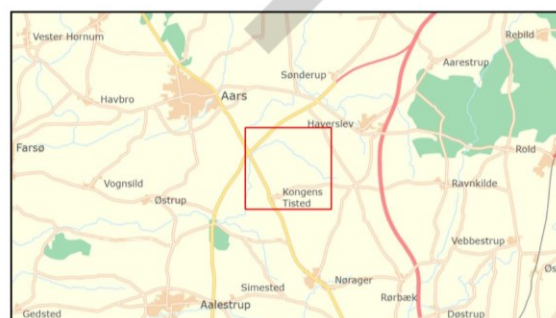 Vester Hornum
Rebild
Sønderup
Aarestrup
Havbro
Aars
Haverslev
Farsø
Rold
Vognsild
Østrup
Kongens
Tisted
Ravnkilde
Vebbestrup
Simested
Nørager
Rørbæk
Gedsted
Aalestrup
Døstrup